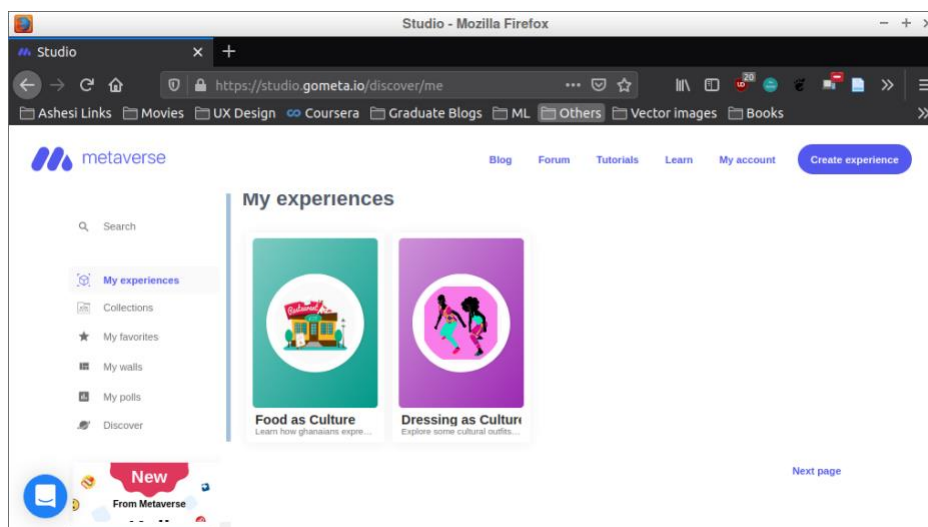 Studio - Mozilla Firefox
Studio
https://studio.gometa.io/discover/me
20
Ashesi Links Movies UX Design Coursera Graduate Blogs ML Others Vector images Books
metaverse
Blog Forum Tutorials Learn My account Create experience
My experiences
Search
My experiences
Collections
My favorites
My walls
My polls
Discover
Restaurant
Food as Culture
Learn how ghanaians expre...
Dressing as Culture
Explore some cultural outfits...
New
From Metaverse
Next page